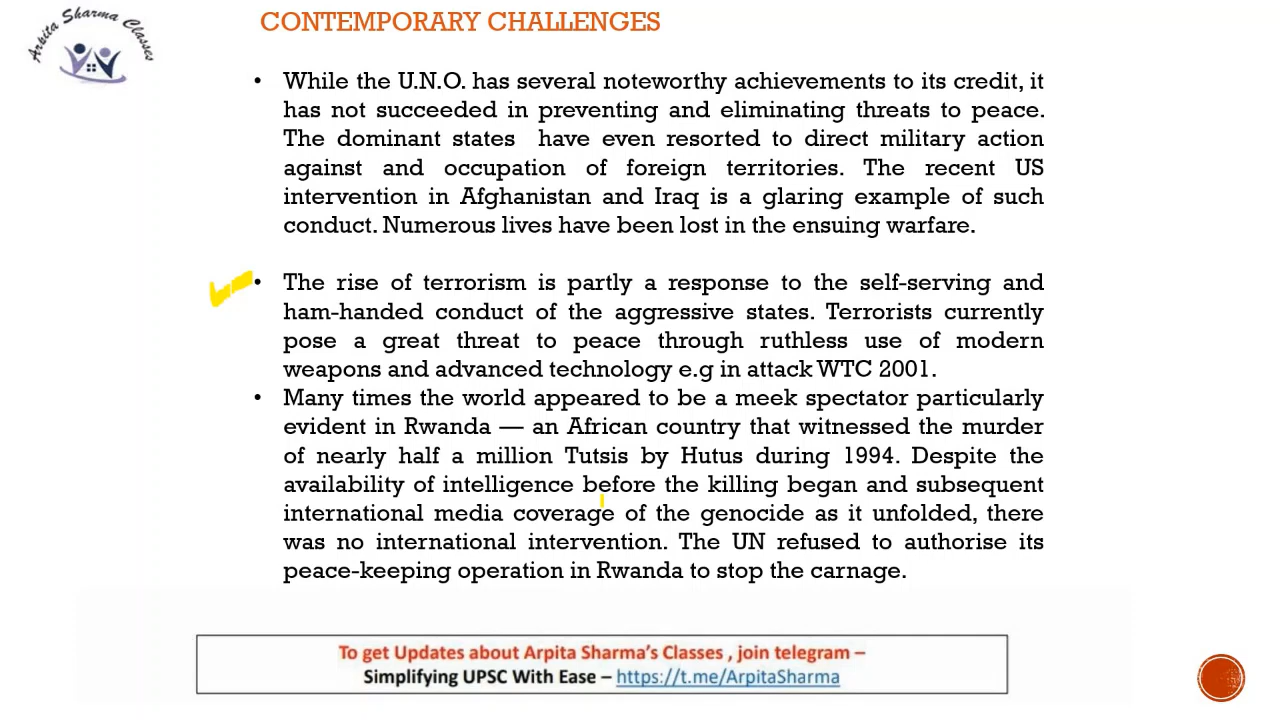 Arpita Sharma Classes
CONTEMPORARY CHALLENGES
• While the U.N.O. has several noteworthy achievements to its credit, it
has not succeeded in preventing and eliminating threats to peace.
The dominant states have even resorted to direct military action
against and occupation of foreign territories. The recent US
intervention in Afghanistan and Iraq is a glaring example of such
conduct. Numerous lives have been lost in the ensuing warfare.
• The rise of terrorism is partly a response to the self-serving and
ham-handed conduct of the aggressive states. Terrorists currently
pose a great threat to peace through ruthless use of modern
weapons and advanced technology e.g in attack WTC 2001.
• Many times the world appeared to be a meek spectator particularly
evident in Rwanda — an African country that witnessed the murder
of nearly half a million Tutsis by Hutus during 1994. Despite the
availability of intelligence before the killing began and subsequent
international media coverage of the genocide as it unfolded, there
was no international intervention. The UN refused to authorise its
peace-keeping operation in Rwanda to stop the carnage.
To get Updates about Arpita Sharma's Classes , join telegram –
Simplifying UPSC With Ease – https://t.me/ArpitaSharma